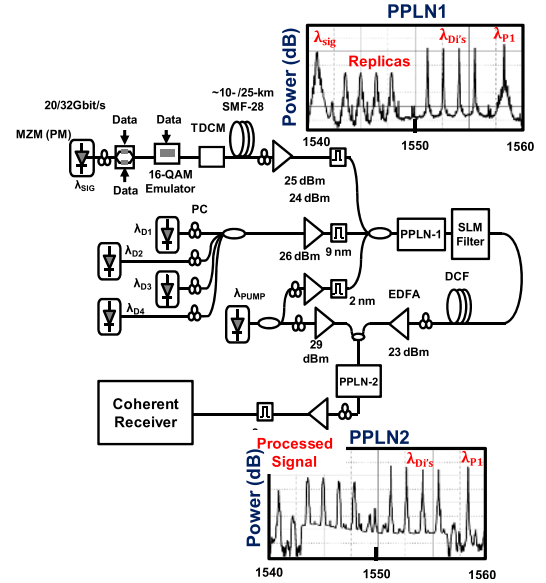 PPLN1
λsig
λDi's
λP1
Replicas
Power (dB)
1540
1550
1560
20/32Gbit/s
MZM (PM)
Data
Data
Data
TDCM
~10- /25-km
SMF-28
λSIG
16-QAM
Emulator
25 dBm
24 dBm
PC
λD1
λD2
λD3
λD4
26 dBm
9 nm
PPLN-1
SLM
Filter
λPUMP
2 nm
EDFA
DCF
29
dBm
23 dBm
PPLN-2
Coherent
Receiver
Processed
Signal
PPLN2
λDi's
λP1
Power (dB)
1540
1550
1560